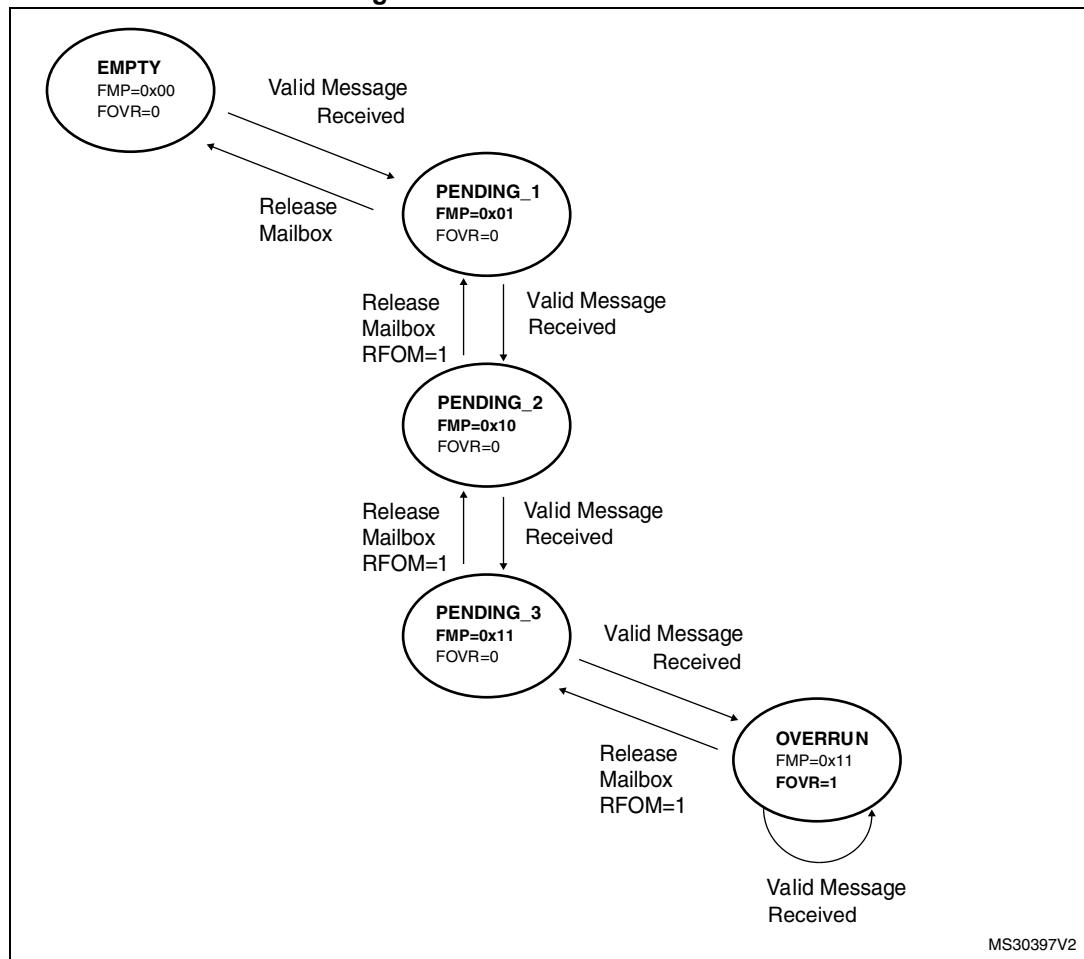 EMPTY
FMP=0x00
FOVR=0
Valid Message
Received
Release
Mailbox
PENDING_1
FMP=0x01
FOVR=0
Release
Mailbox
RFOM=1
Valid Message
Received
PENDING_2
FMP=0x10
FOVR=0
Release
Mailbox
RFOM=1
Valid Message
Received
PENDING_3
FMP=0x11
FOVR=0
Valid Message
Received
Release
Mailbox
RFOM=1
OVERRUN
FMP=0x11
FOVR=1
Valid Message
Received
MS30397V2